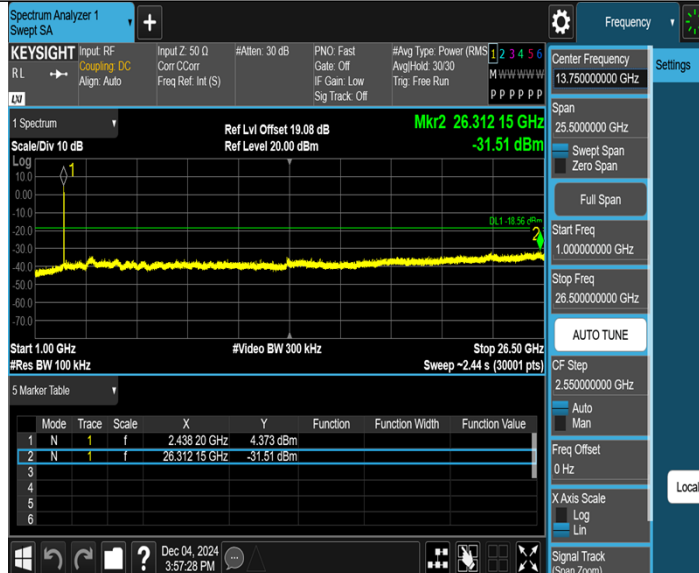 Spectrum Analyzer 1
Swept SA
Frequency
KEYSIGHT
RL
LXI
Input: RF
Coupling: DC
Align: Auto
Input Z: 50 Ω
Corr CCorr
Freq Ref: Int (S)
#Atten: 30 dB
PNO: Fast
Gate: Off
IF Gain: Low
Sig Track: Off
#Avg Type: Power (RMS
Avg|Hold: 30/30
Trig: Free Run
1 2 3 4 5 6
M W W W W W
P P P P P P
1 Spectrum
Scale/Div 10 dB
Ref Lvl Offset 19.08 dB
Ref Level 20.00 dBm
Mkr2 26.312 15 GHz
-31.51 dBm
Log
10.0
0.00
-10.0
-20.0
-30.0
-40.0
-50.0
-60.0
-70.0
1
DL1 -18.56 dBm
2
Start 1.00 GHz
#Res BW 100 kHz
#Video BW 300 kHz
Stop 26.50 GHz
Sweep ~2.44 s (30001 pts)
5 Marker Table
Mode Trace Scale X Y Function Function Width Function Value
1 N 1 f 2.438 20 GHz 4.373 dBm
2 N 1 f 26.312 15 GHz -31.51 dBm
3
4
5
6
Dec 04, 2024
3:57:28 PM
Center Frequency
13.750000000 GHz
Settings
Span
25.5000000 GHz
Swept Span
Zero Span
Full Span
Start Freq
1.000000000 GHz
Stop Freq
26.500000000 GHz
AUTO TUNE
CF Step
2.550000000 GHz
Auto
Man
Freq Offset
0 Hz
X Axis Scale
Log
Lin
Local
Signal Track
(Span Zoom)